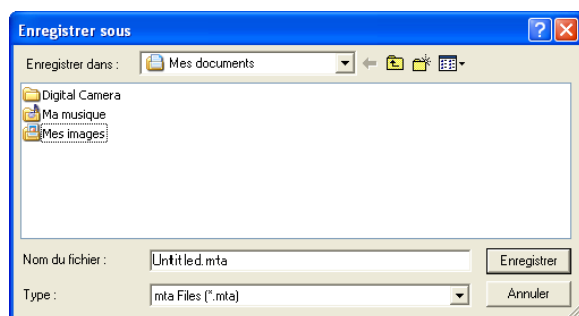 Enregistrer sous
Enregistrer dans : Mes documents
Digital Camera
Ma musique
Mes images
Nom du fichier : Untitled.mta Enregistrer
Type : mta Files (*.mta) Annuler